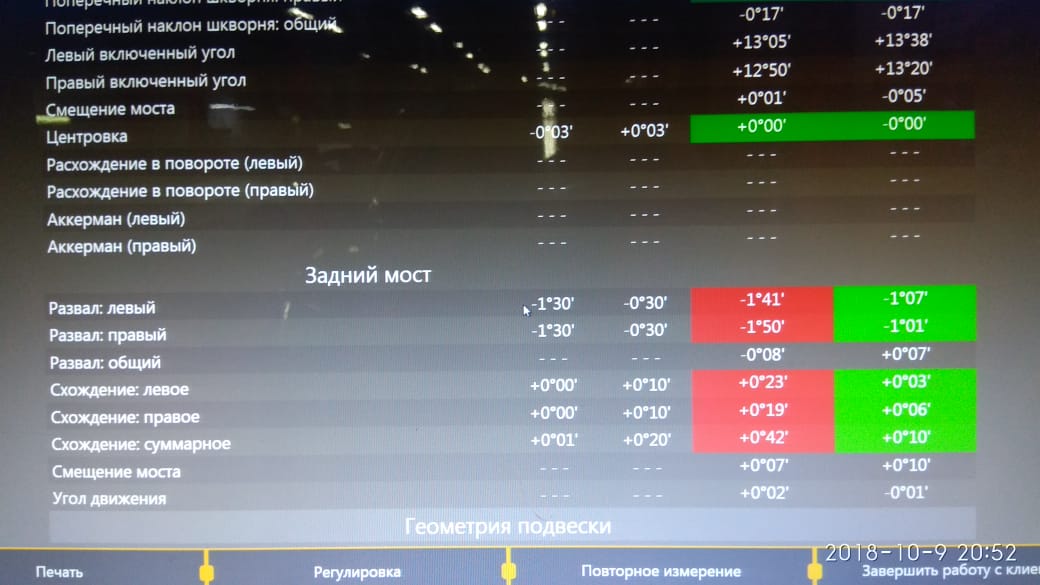 Поперечный наклон шкворня: правый
Поперечный наклон шкворня: общий - - - - - - -0°17' -0°17'
Левый включенный угол - - - - - - +13°05' +13°38'
Правый включенный угол - - - - - - +12°50' +13°20'
Смещение моста - - - - - - +0°01' -0°05'
Центровка -0°03' +0°03' +0°00' -0°00'
Расхождение в повороте (левый) - - - - - - - - - - - -
Расхождение в повороте (правый) - - - - - - - - - - - -
Аккерман (левый) - - - - - - - - - - - -
Аккерман (правый) - - - - - - - - - - - -
Задний мост
Развал: левый -1°30' -0°30' -1°41' -1°07'
Развал: правый -1°30' -0°30' -1°50' -1°01'
Развал: общий - - - - - - -0°08' +0°07'
Схождение: левое +0°00' +0°10' +0°23' +0°03'
Схождение: правое +0°00' +0°10' +0°19' +0°06'
Схождение: суммарное +0°01' +0°20' +0°42' +0°10'
Смещение моста - - - - - - +0°07' +0°10'
Угол движения - - - - - - +0°02' -0°01'
Геометрия подвески
2018-10-9 20:52
Печать Регулировка Повторное измерение Завершить работу с клие